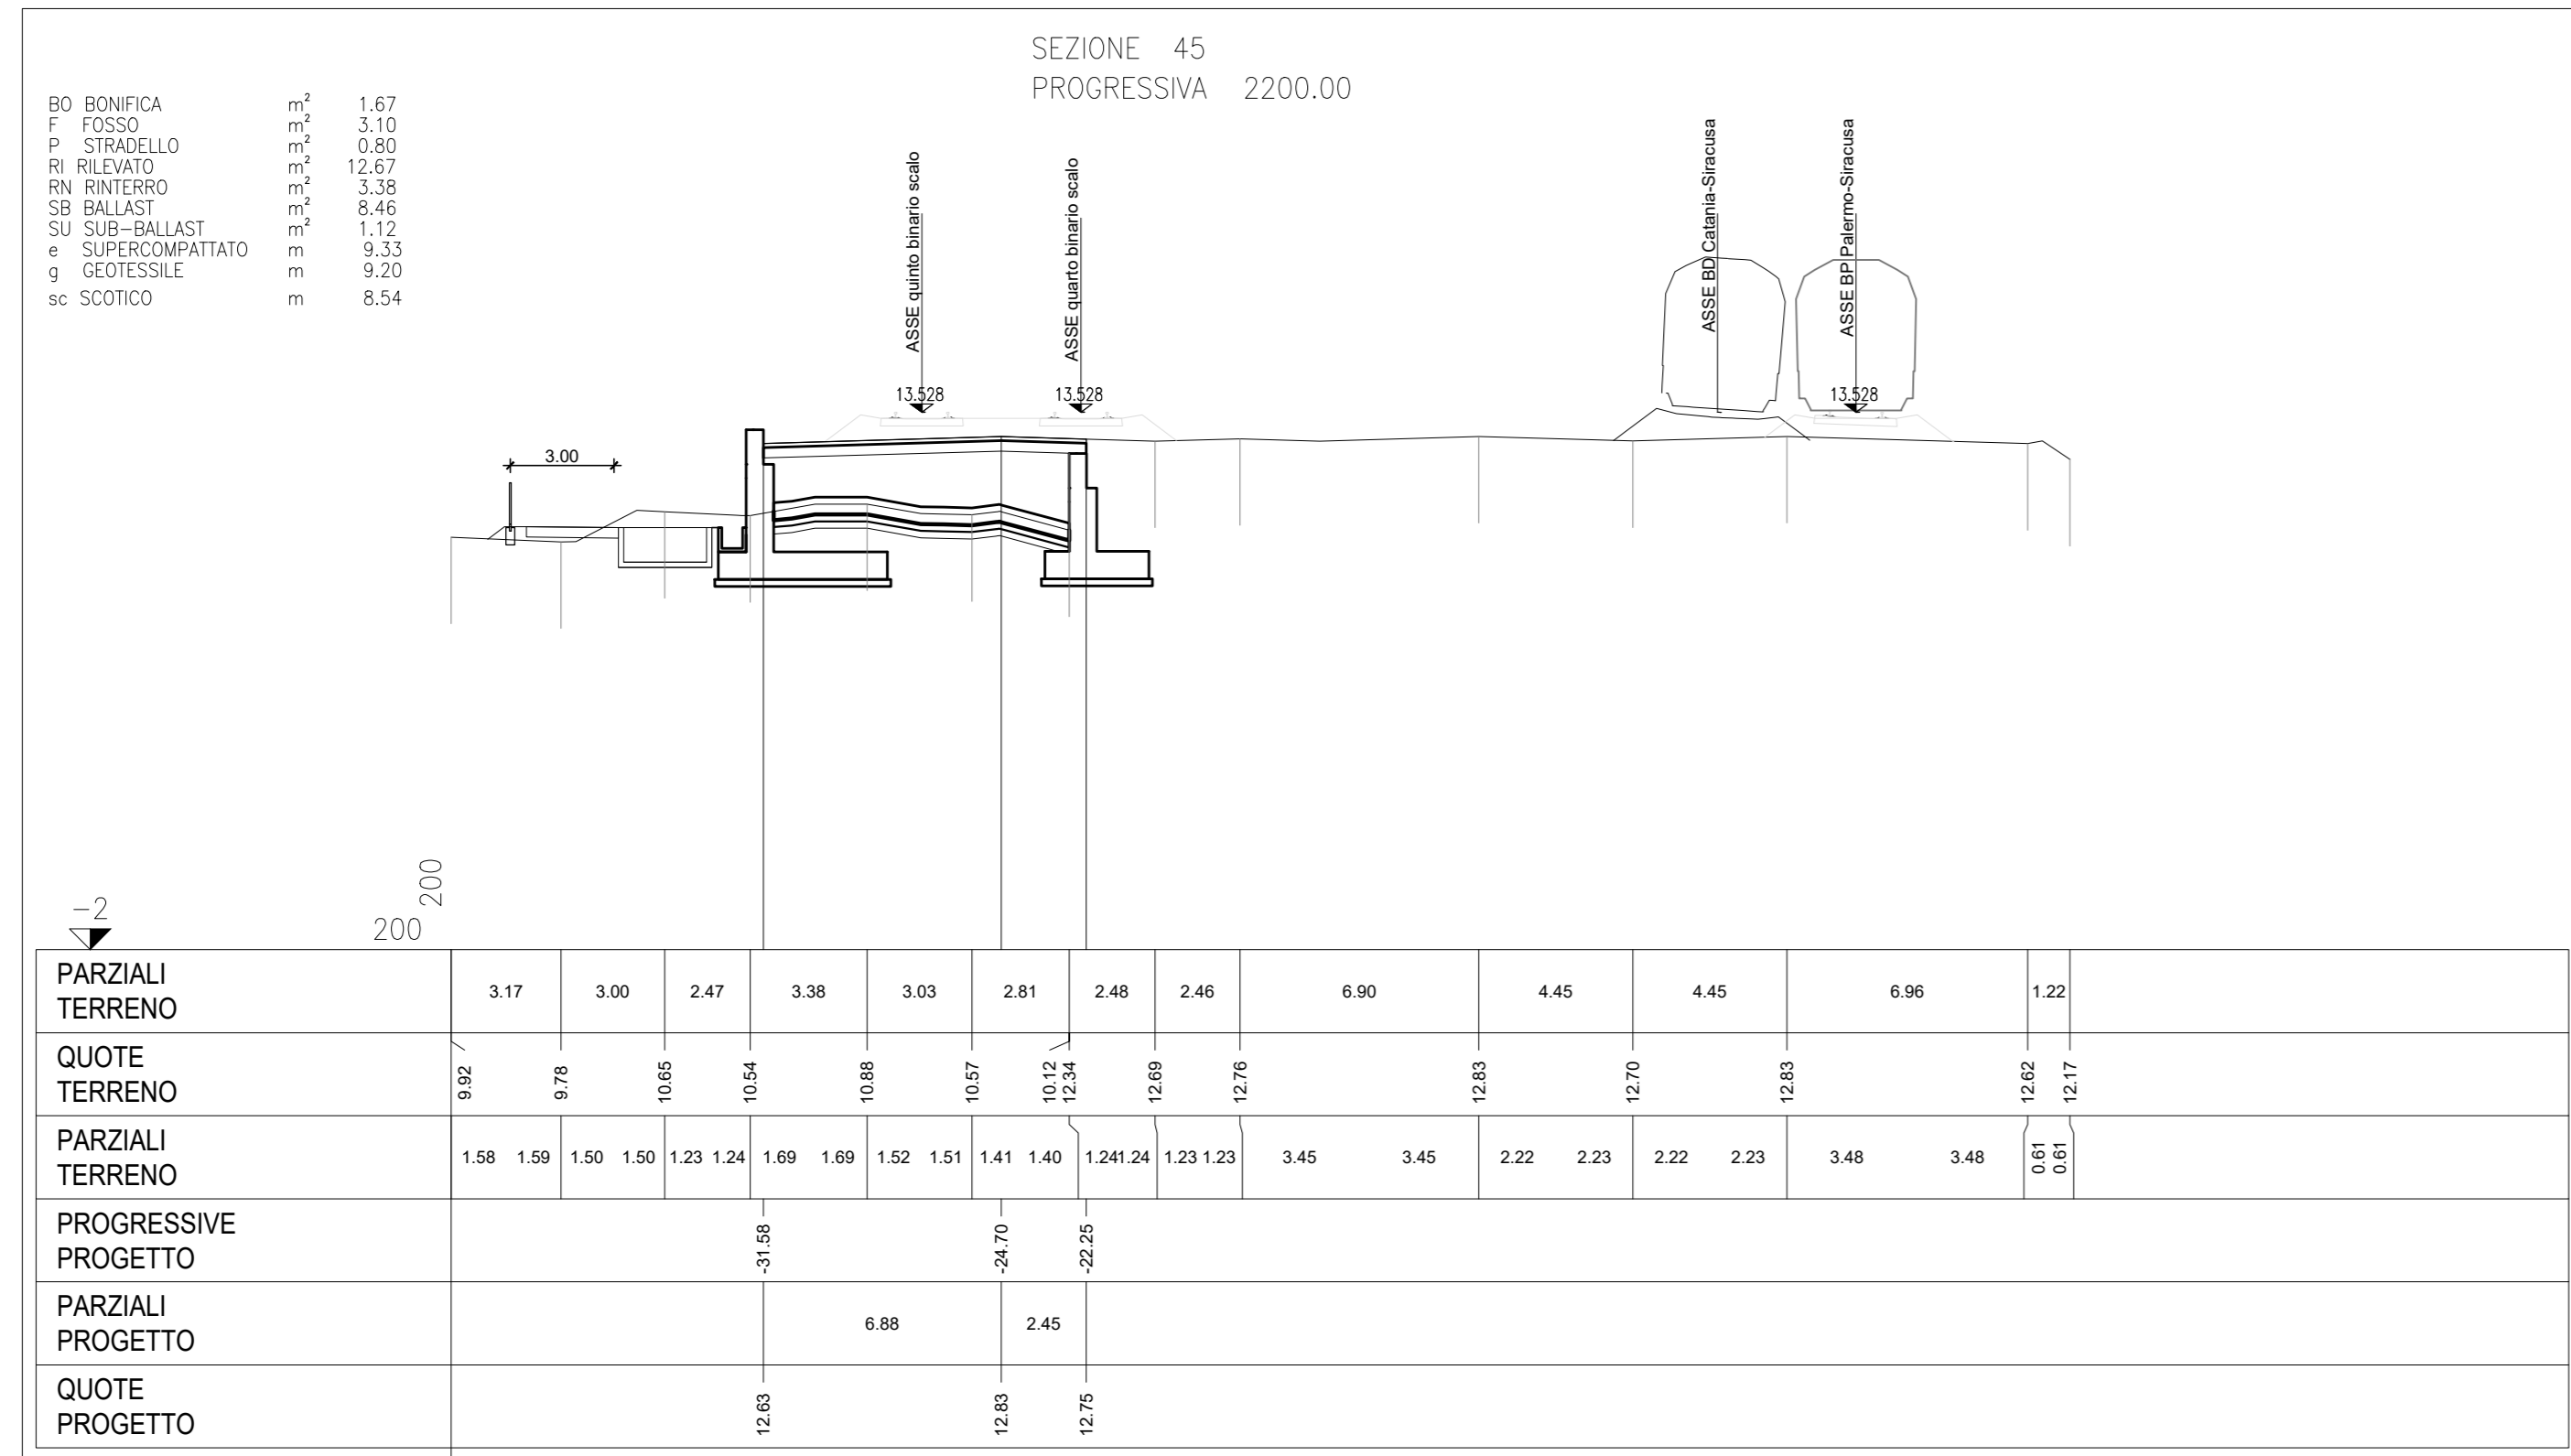 SEZIONE 45
PROGRESSIVA 2200.00
BO BONIFICA m² 1.67
F FOSSO m² 3.10
P STRADELLO m² 0.80
RI RILEVATO m² 12.67
RN RINTERRO m² 3.38
SB BALLAST m² 8.46
SU SUB-BALLAST m² 1.12
e SUPERCOMPATTATO m 9.33
g GEOTESSILE m 9.20
sc SCOTICO m 8.54
ASSE quinto binario scalo
ASSE quarto binario scalo
ASSE BD Catania-Siracusa
ASSE BP Palermo-Siracusa
13.528 13.528 13.528
3.00
200
-2
200
PARZIALI
TERRENO
3.17 3.00 2.47 3.38 3.03 2.81 2.48 2.46 6.90 4.45 4.45 6.96 1.22
QUOTE
TERRENO
9.92 9.78 10.65 10.54 10.88 10.57 10.12 12.34 12.69 12.76 12.83 12.70 12.83 12.62 12.17
PARZIALI
TERRENO
1.58 1.59 1.50 1.50 1.23 1.24 1.69 1.69 1.52 1.51 1.41 1.40 1.24 1.24 1.23 1.23 3.45 3.45 2.22 2.23 2.22 2.23 3.48 3.48 0.61 0.61
PROGRESSIVE
PROGETTO
-31.58 -24.70 -22.25
PARZIALI
PROGETTO
6.88 2.45
QUOTE
PROGETTO
12.63 12.83 12.75